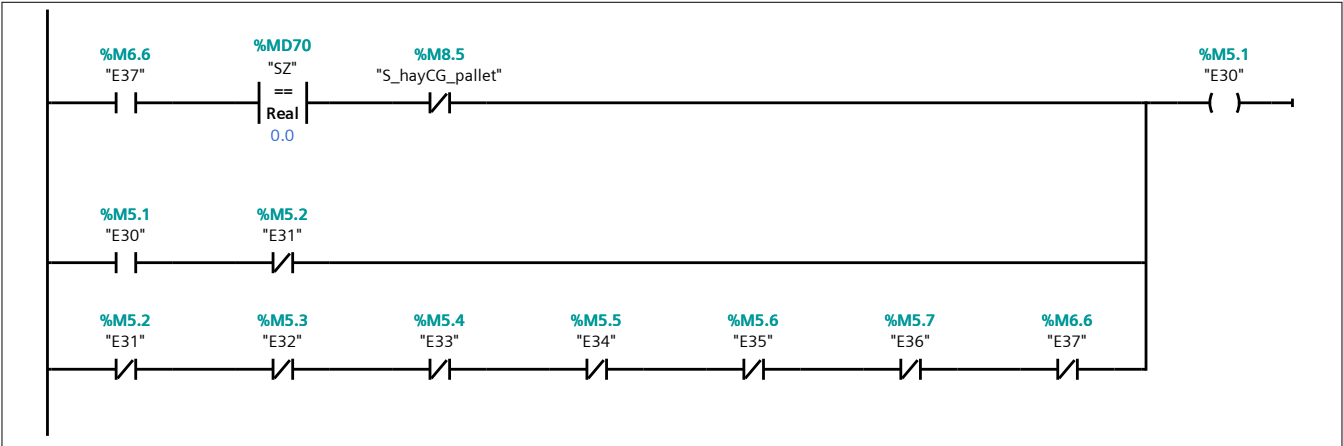 %M6.6
"E37"
%MD70
"SZ"
==
Real
0.0
%M8.5
"S_hayCG_pallet"
%M5.1
"E30"
%M5.1
"E30"
%M5.2
"E31"
%M5.2
"E31"
%M5.3
"E32"
%M5.4
"E33"
%M5.5
"E34"
%M5.6
"E35"
%M5.7
"E36"
%M6.6
"E37"